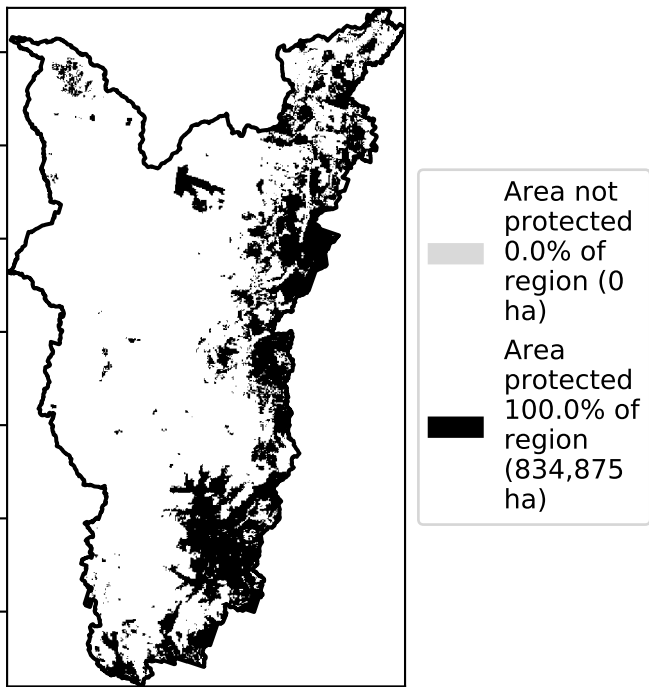 Area not
protected
0.0% of
region (0
ha)
Area
protected
100.0% of
region
(834,875
ha)